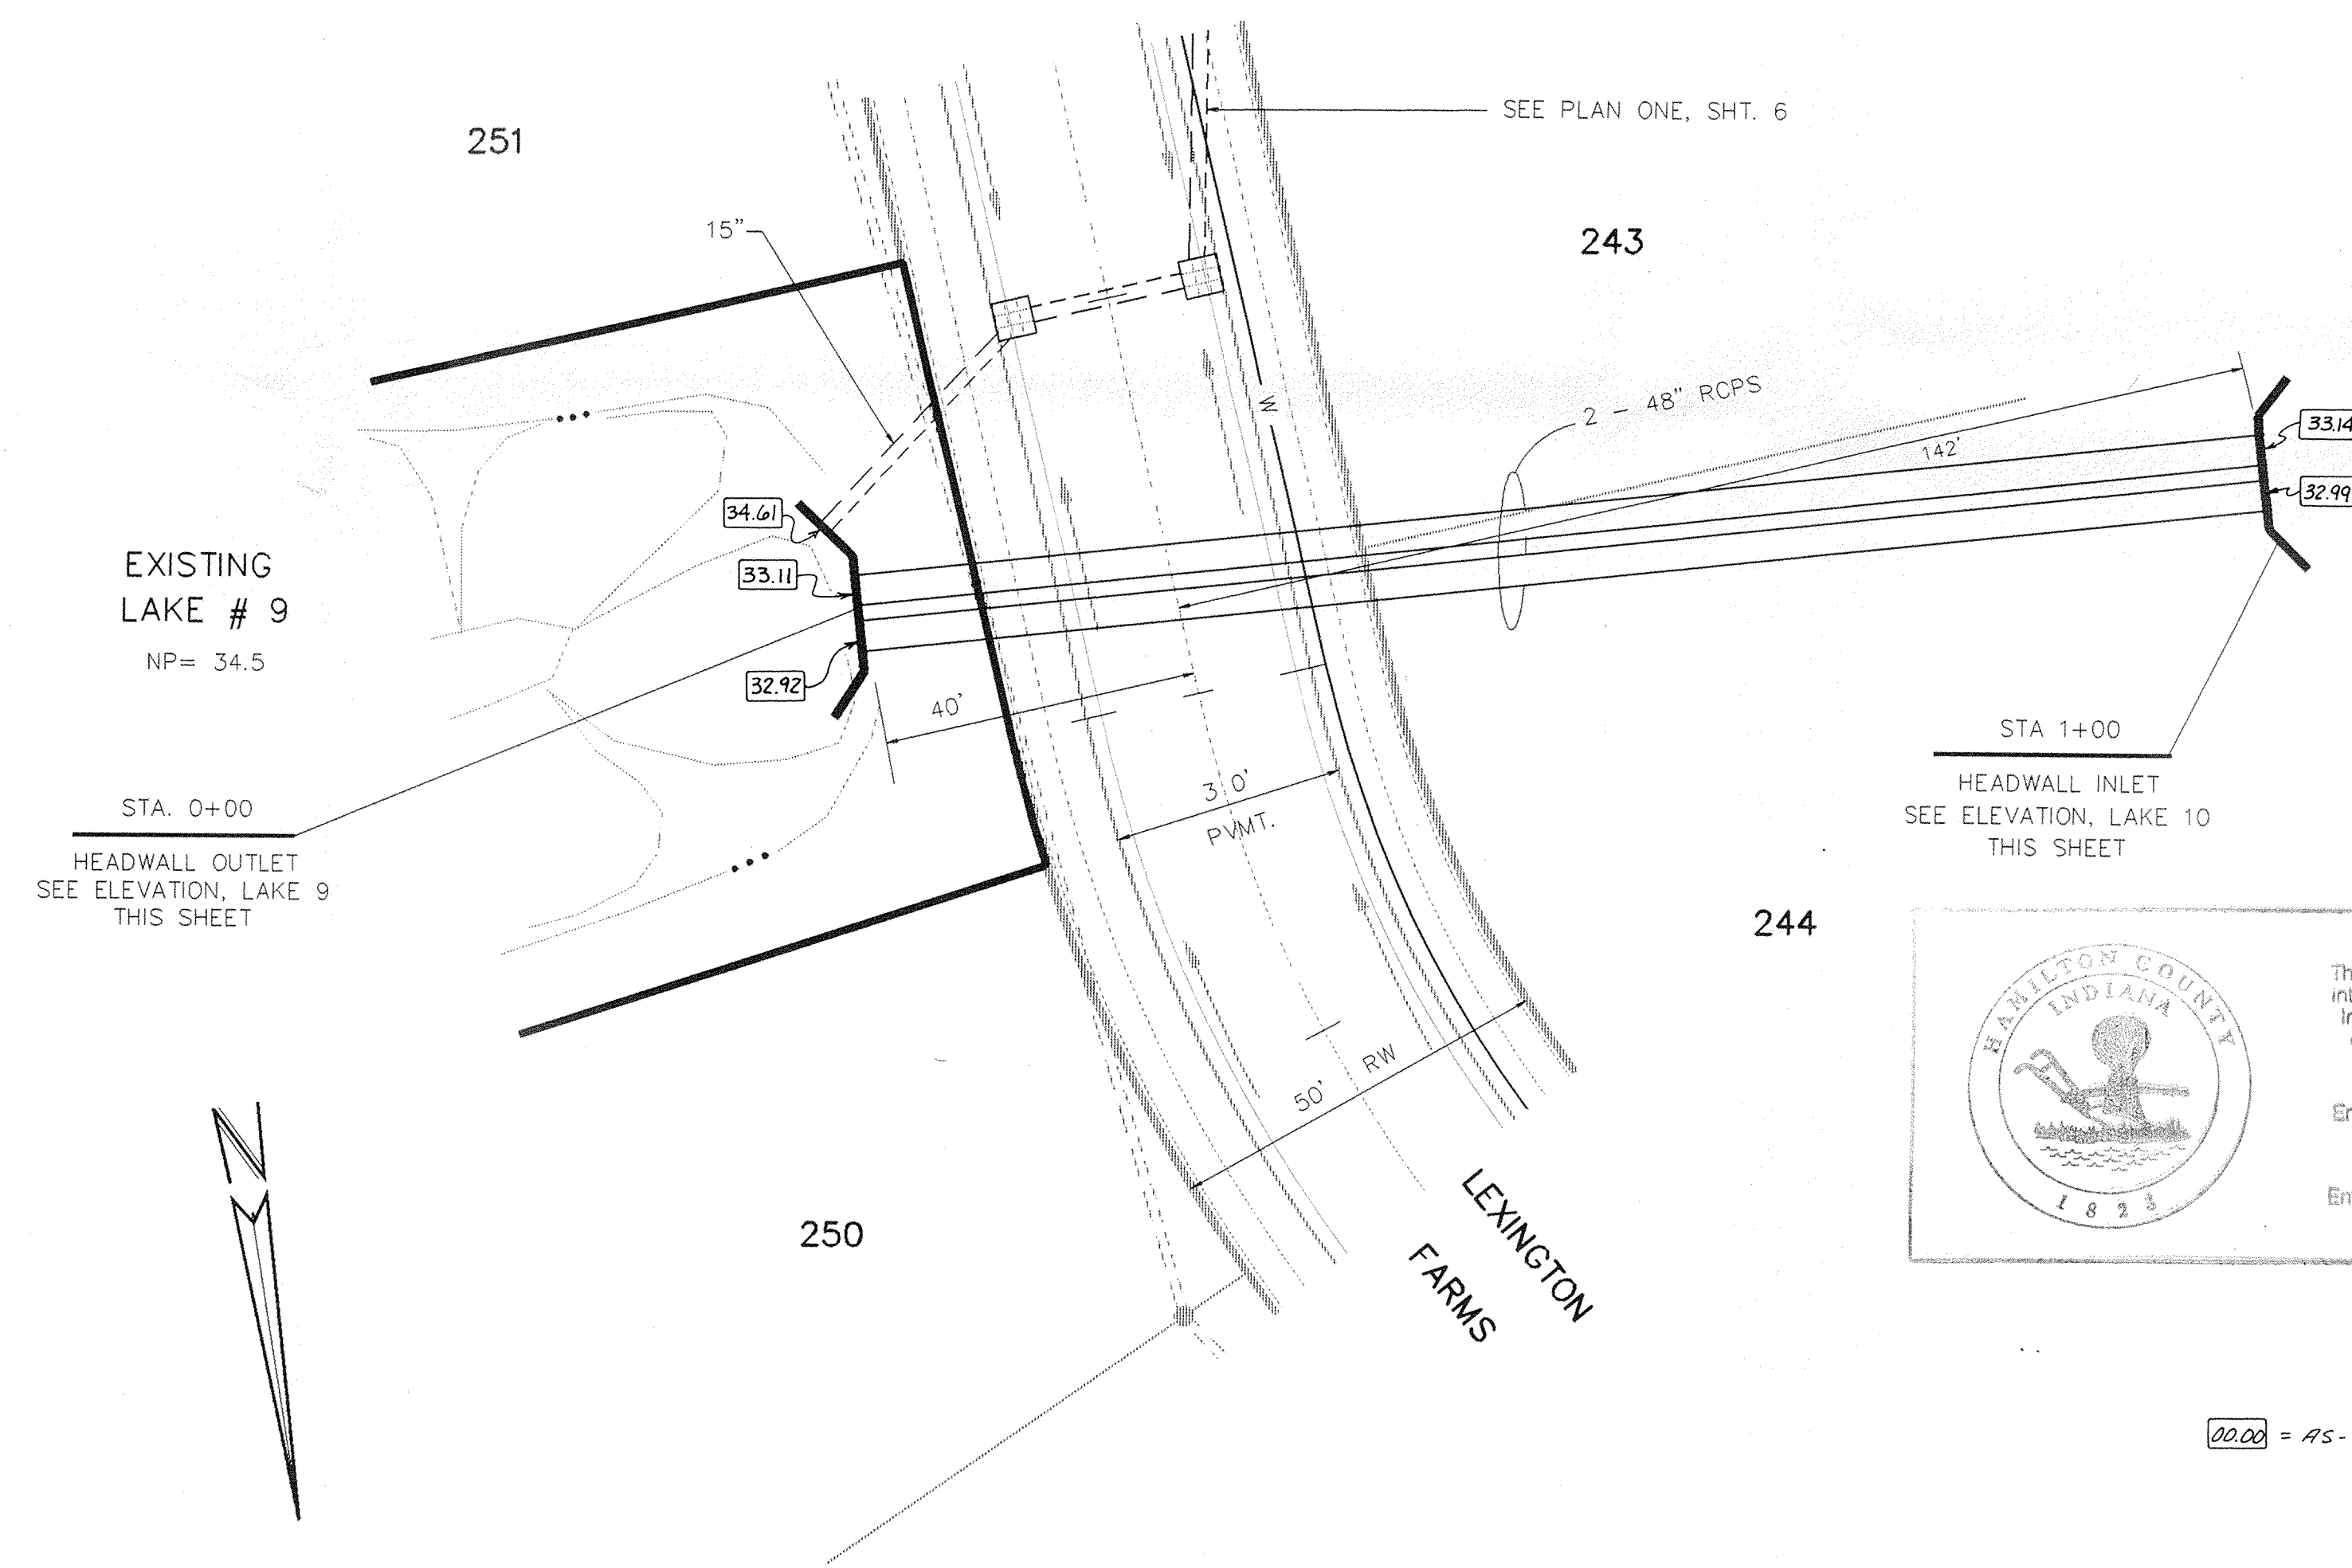 SEE PLAN ONE, SHT. 6
251
15"
243
2 - 48" RCPS
142'
W
33.14
32.99
34.61
33.11
32.92
EXISTING
LAKE # 9
NP= 34.5
40'
STA 1+00
HEADWALL INLET
SEE ELEVATION, LAKE 10
THIS SHEET
STA. 0+00
HEADWALL OUTLET
SEE ELEVATION, LAKE 9
THIS SHEET
30'
PVMT.
244
HAMILTON COUNTY
INDIANA
1823
50' RW
N
250
LEXINGTON
FARMS
00.00 = AS-